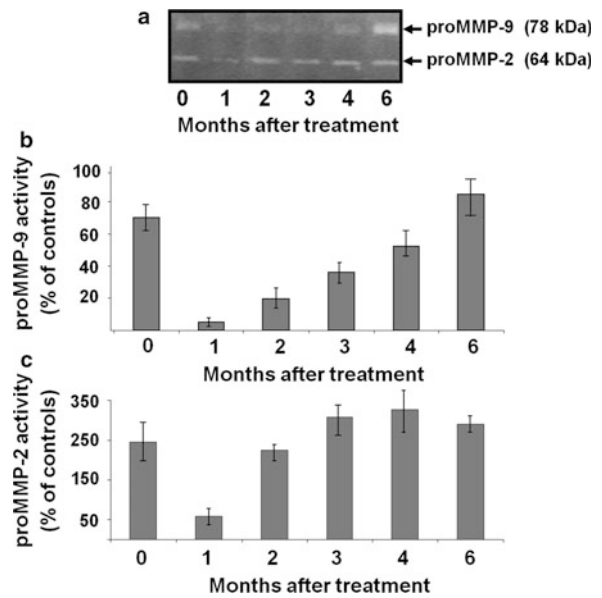 a
proMMP-9 (78 kDa)
proMMP-2 (64 kDa)
0 1 2 3 4 6
Months after treatment
b
proMMP-9 activity
(% of controls)
100
80
60
40
20
0 1 2 3 4 6
Months after treatment
c
proMMP-2 activity
(% of controls)
350
250
150
50
0 1 2 3 4 6
Months after treatment